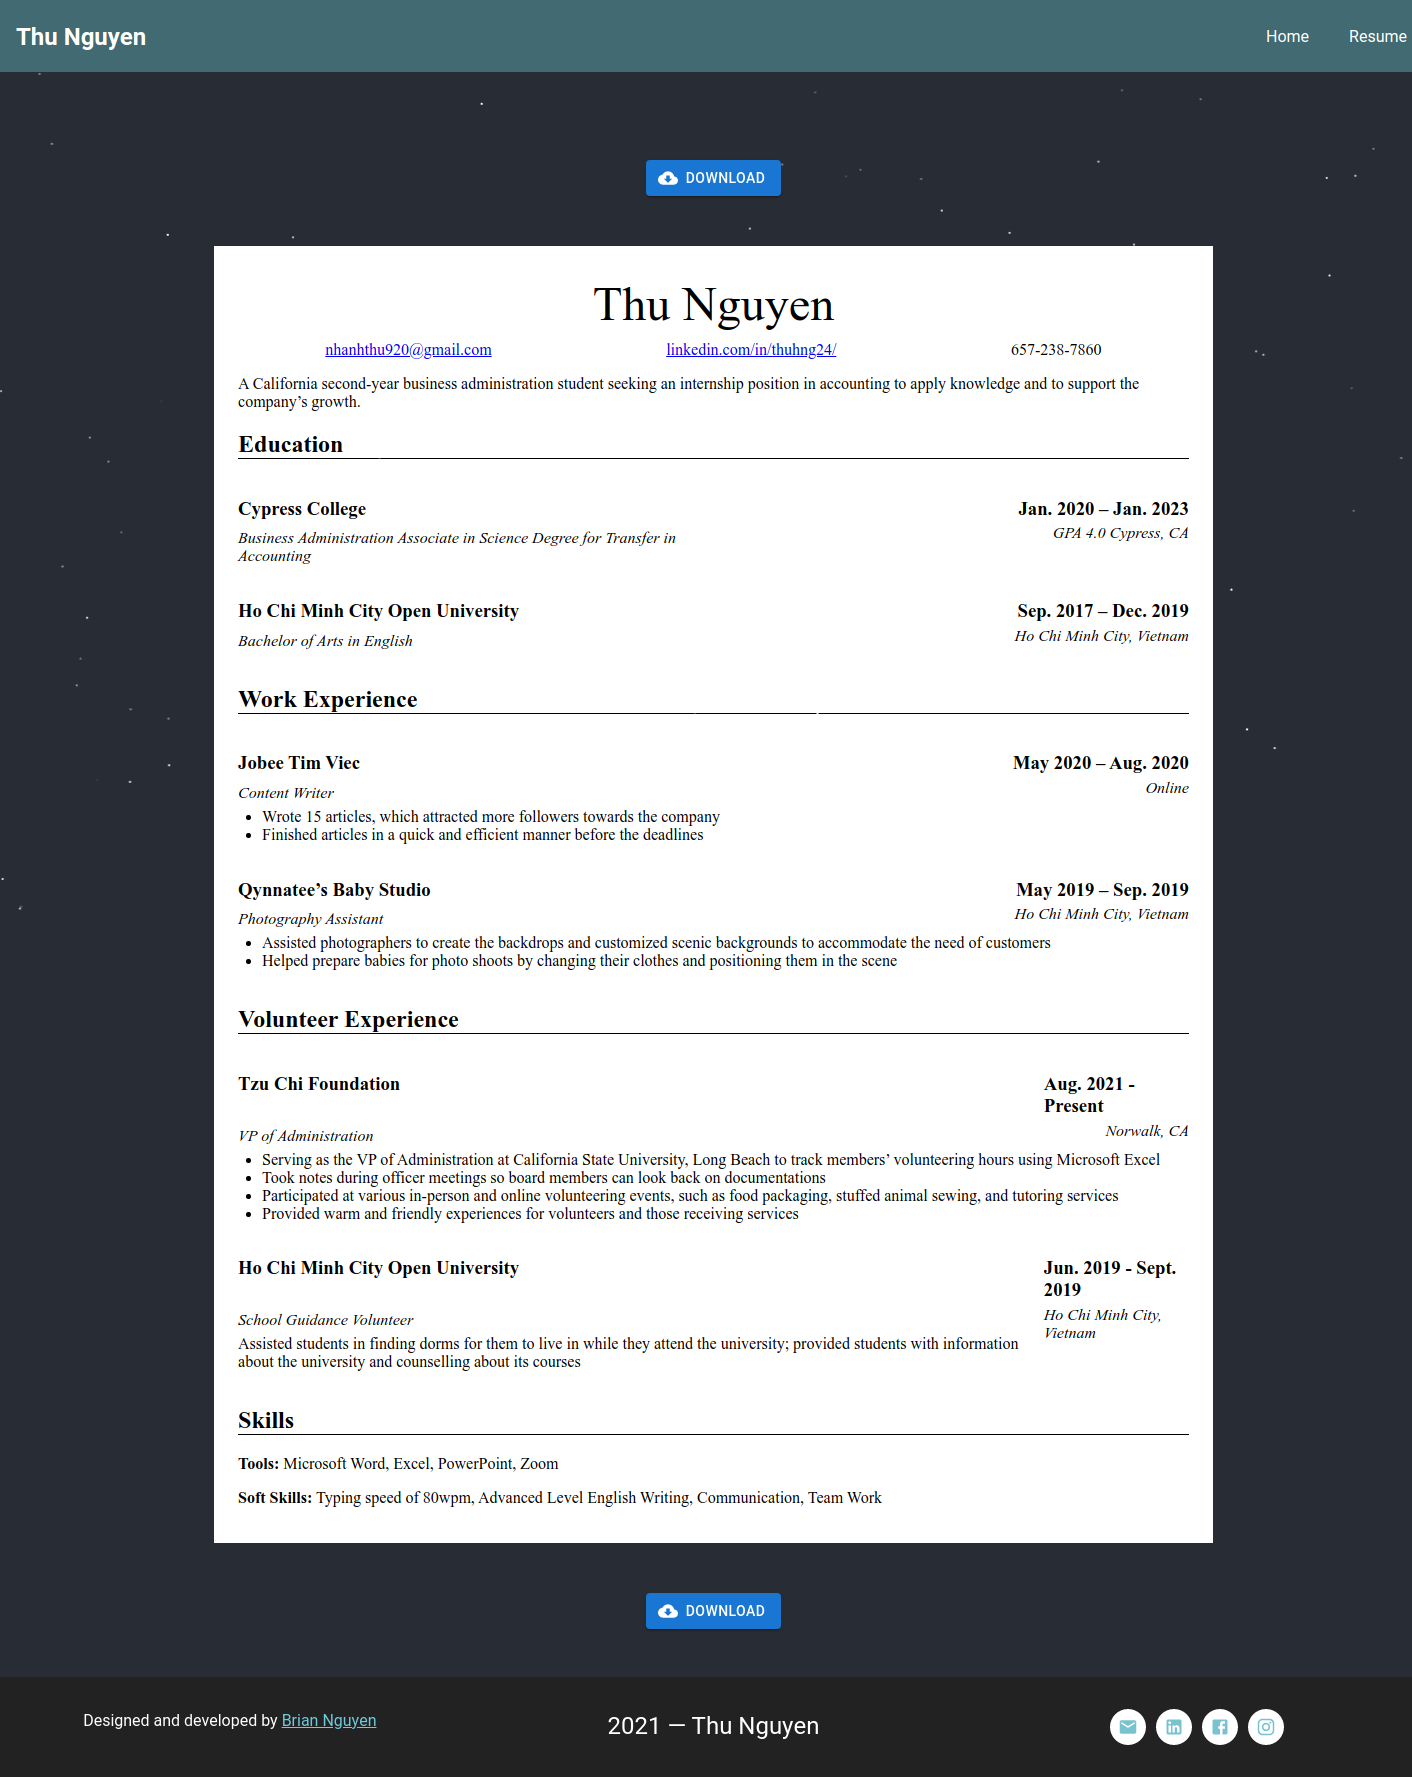 Thu Nguyen
Home
Resume
DOWNLOAD
Thu Nguyen
nhanhthu920@gmail.com
linkedin.com/in/thuhng24/
657-238-7860
A California second-year business administration student seeking an internship position in accounting to apply knowledge and to support the
company’s growth.
Education
Cypress College
Jan. 2020 – Jan. 2023
Business Administration Associate in Science Degree for Transfer in
Accounting
GPA 4.0 Cypress, CA
Ho Chi Minh City Open University
Sep. 2017 – Dec. 2019
Bachelor of Arts in English
Ho Chi Minh City, Vietnam
Work Experience
Jobee Tim Viec
May 2020 – Aug. 2020
Content Writer
Online
• Wrote 15 articles, which attracted more followers towards the company
• Finished articles in a quick and efficient manner before the deadlines
Qynnatee’s Baby Studio
May 2019 – Sep. 2019
Photography Assistant
Ho Chi Minh City, Vietnam
• Assisted photographers to create the backdrops and customized scenic backgrounds to accommodate the need of customers
• Helped prepare babies for photo shoots by changing their clothes and positioning them in the scene
Volunteer Experience
Tzu Chi Foundation
Aug. 2021 -
Present
VP of Administration
Norwalk, CA
• Serving as the VP of Administration at California State University, Long Beach to track members’ volunteering hours using Microsoft Excel
• Took notes during officer meetings so board members can look back on documentations
• Participated at various in-person and online volunteering events, such as food packaging, stuffed animal sewing, and tutoring services
• Provided warm and friendly experiences for volunteers and those receiving services
Ho Chi Minh City Open University
Jun. 2019 - Sept.
2019
School Guidance Volunteer
Ho Chi Minh City,
Vietnam
Assisted students in finding dorms for them to live in while they attend the university; provided students with information
about the university and counselling about its courses
Skills
Tools: Microsoft Word, Excel, PowerPoint, Zoom
Soft Skills: Typing speed of 80wpm, Advanced Level English Writing, Communication, Team Work
DOWNLOAD
Designed and developed by Brian Nguyen
2021 — Thu Nguyen